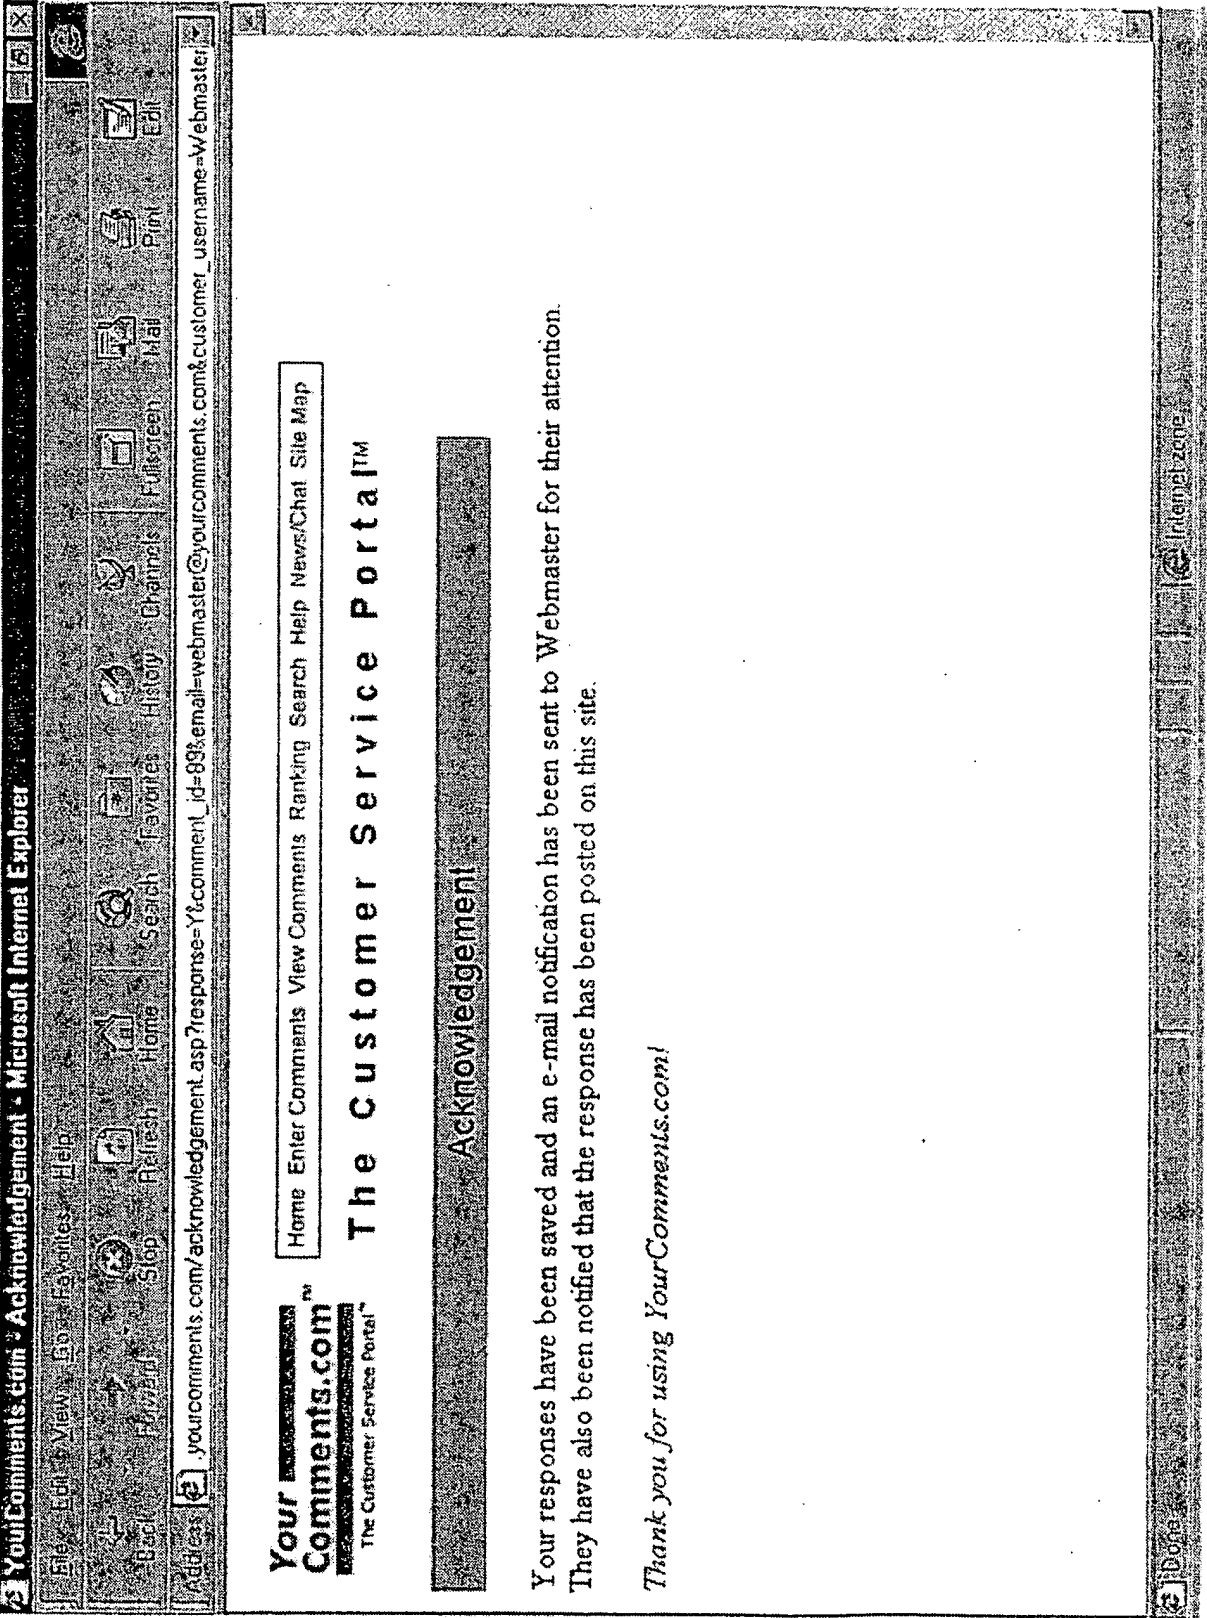 YourComments.com - Acknowledgement - Microsoft Internet Explorer
File Edit View Go Favorites Help
Back Forward Stop Refresh Home Search Favorites History Channels Fullscreen Mail Print Edit
Address .yourcomments.com/acknowledgement.asp?response=Y&comment_id=89&email=webmaster@yourcomments.com&customer_username=Webmaster
Your
Comments.com™
The Customer Service Portal™
Home Enter Comments View Comments Ranking Search Help News/Chat Site Map
The Customer Service Portal™
Acknowledgement
Your responses have been saved and an e-mail notification has been sent to Webmaster for their attention.
They have also been notified that the response has been posted on this site.
Thank you for using YourComments.com!
Done
Internet zone